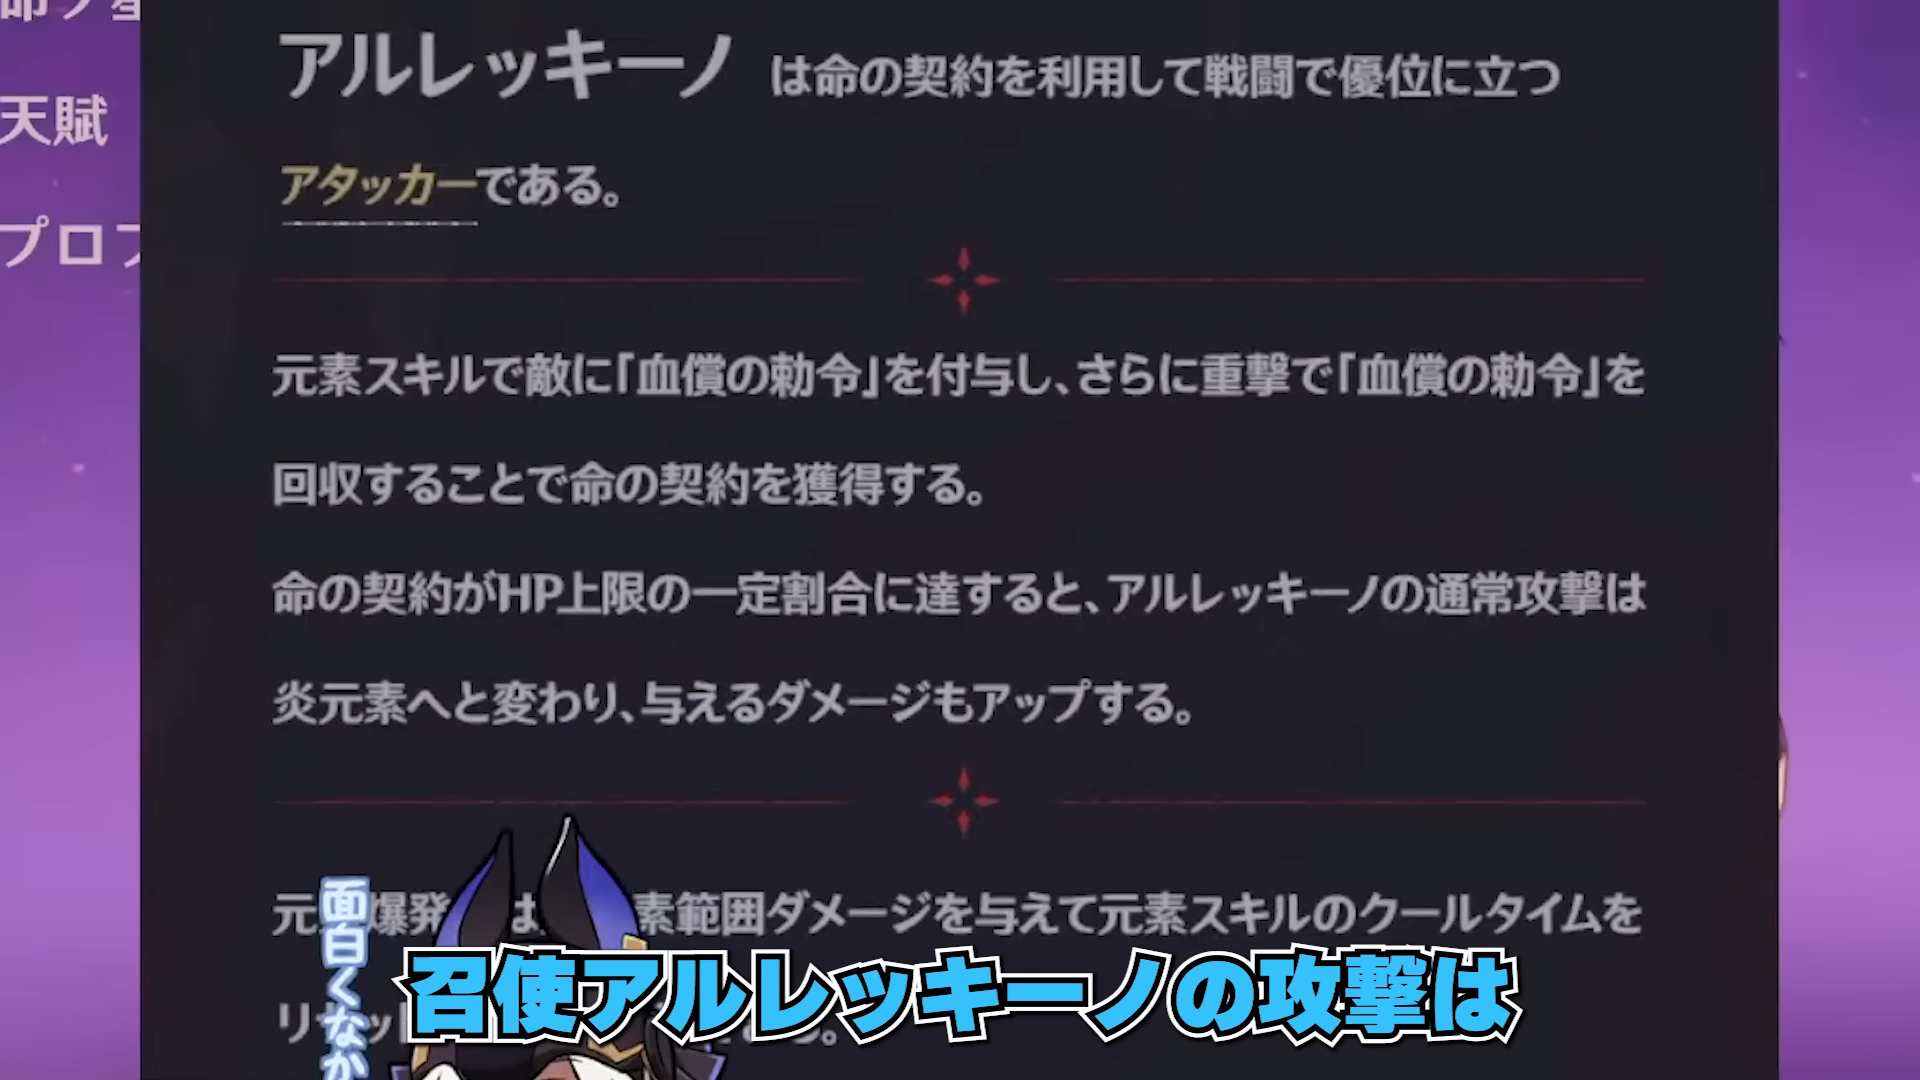 天賦
アルレッキーノ は命の契約を利用して戦闘で優位に立つ
アタッカーである。
元素スキルで敵に「血償の勅令」を付与し、さらに重撃で「血償の勅令」を
回収することで命の契約を獲得する。
命の契約がHP上限の一定割合に達すると、アルレッキーノの通常攻撃は
炎元素へと変わり、与えるダメージもアップする。
元 爆発 は 素範囲ダメージを与えて元素スキルのクールタイムを
面白くなか
召使アルレッキーノの攻撃は